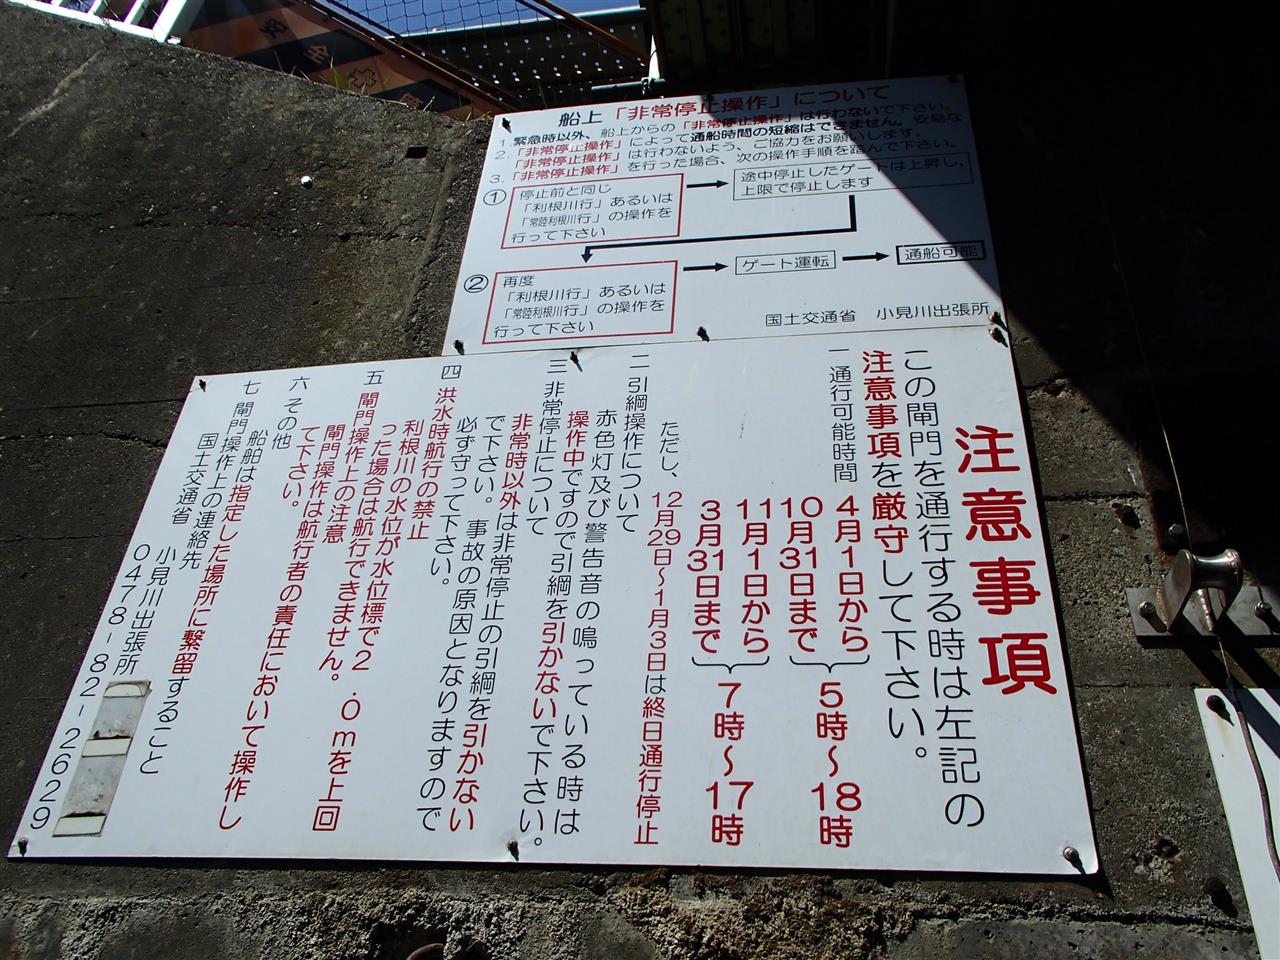 安全
船上「非常停止操作」について
1. 緊急時以外、船上からの「非常停止操作」は行わないで下さい。
2. 「非常停止操作」によって通船時間の短縮はできません。安易な
「非常停止操作」は行わないよう、ご協力をお願いします。
3. 「非常停止操作」を行った場合、次の操作手順を踏んで下さい。
① 停止前と同じ
「利根川行」あるいは
「常陸利根川行」の操作を
行って下さい
途中停止したゲートは上昇し、
上限で停止します
② 再度
「利根川行」あるいは
「常陸利根川行」の操作を
行って下さい
ゲート運転
通船可能
国土交通省 小見川出張所
注意事項
この閘門を通行する時は左記の
注意事項を厳守して下さい。
一 通行可能時間
4月1日から
10月31日まで
5時〜18時
11月1日から
3月31日まで
7時〜17時
ただし、12月29日〜1月3日は終日通行停止
二 引綱操作について
赤色灯及び警告音の鳴っている時は
操作中ですので引綱を引かないで下さい。
三 非常停止について
非常時以外は非常停止の引綱を引かない
で下さい。事故の原因となりますので
必ず守って下さい。
四 洪水時航行の禁止
利根川の水位が水位標で2.0mを上回
った場合は航行できません。
五 閘門操作上の注意
閘門操作は航行者の責任において操作し
て下さい。
六 その他
船舶は指定した場所に繋留すること
七 閘門操作上の連絡先
国土交通省 小見川出張所
0478-82-2629